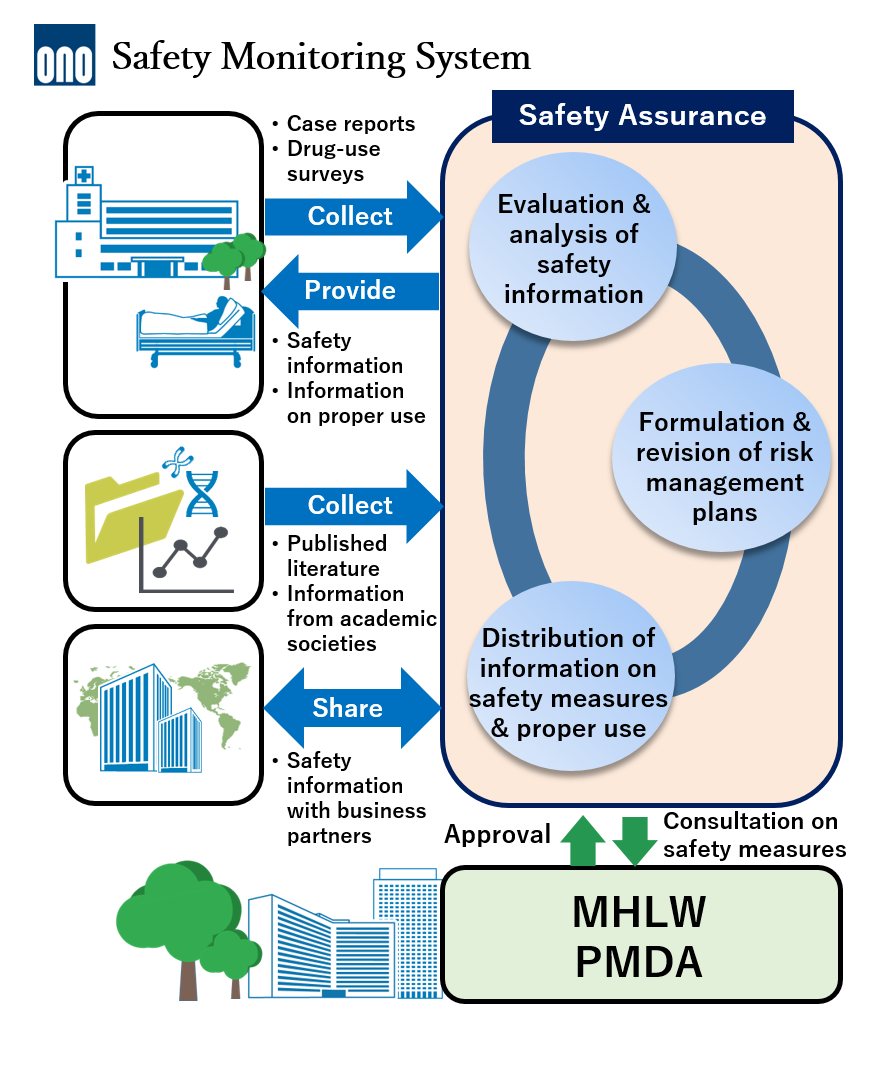 ono
Safety Monitoring System
• Case reports
• Drug-use
surveys
Collect
Provide
• Safety
information
• Information
on proper use
Collect
• Published
literature
• Information
from academic
societies
Share
• Safety
information
with business
partners
Safety Assurance
Evaluation &
analysis of
safety
information
Formulation &
revision of risk
management
plans
Distribution of
information on
safety measures
& proper use
Approval
Consultation on
safety measures
MHLW
PMDA